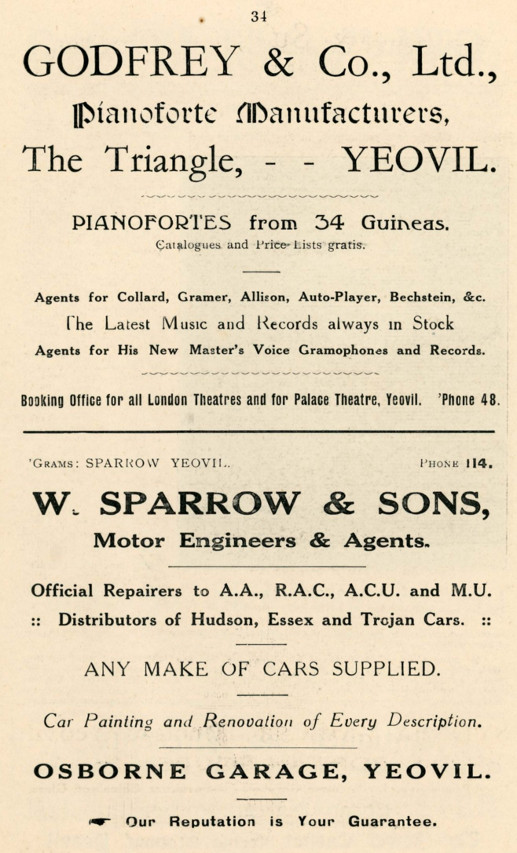 34
GODFREY & Co., Ltd.,
Pianoforte Manufacturers,
The Triangle, - - YEOVIL.
PIANOFORTES from 34 Guineas.
Catalogues and Price-Lists gratis.
Agents for Collard, Gramer, Allison, Auto-Player, Bechstein, &c.
The Latest Music and Records always in Stock
Agents for His New Master's Voice Gramophones and Records.
Booking Office for all London Theatres and for Palace Theatre, Yeovil. 'Phone 48.
'GRAMS: SPARROW YEOVIL. PHONE 114.
W. SPARROW & SONS,
Motor Engineers & Agents.
Official Repairers to A.A., R.A.C., A.C.U. and M.U.
:: Distributors of Hudson, Essex and Trojan Cars. ::
ANY MAKE OF CARS SUPPLIED.
Car Painting and Renovation of Every Description.
OSBORNE GARAGE, YEOVIL.
☛ Our Reputation is Your Guarantee.